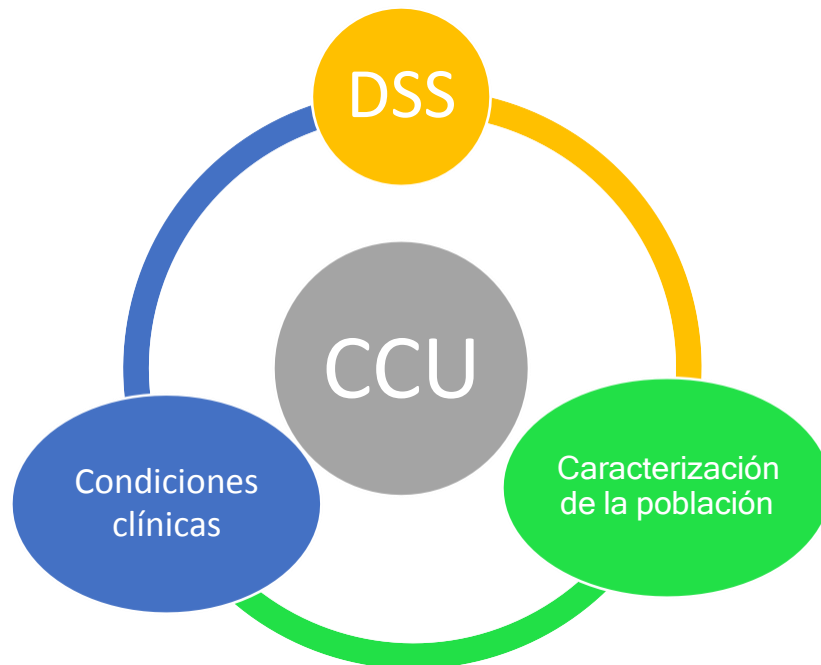 DSS
CCU
Condiciones
clínicas
Caracterización
de la población